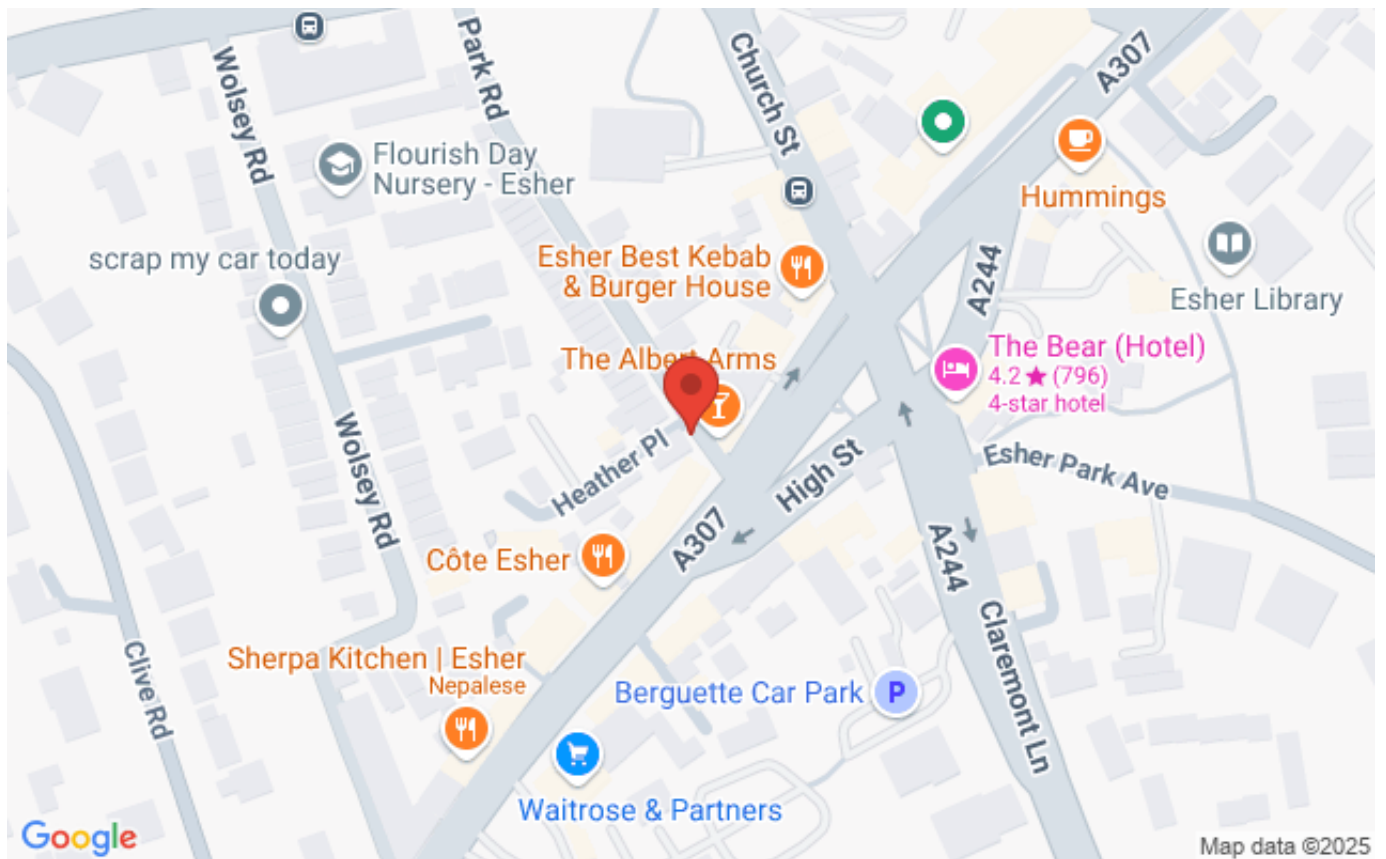 Wolsey Rd
Park Rd
Church St
A307
Flourish Day
Nursery - Esher
Hummings
scrap my car today
Esher Best Kebab
& Burger House
A244
Esher Library
The Albert Arms
The Bear (Hotel)
4.2 ★ (796)
4-star hotel
Heather Pl
High St
Esher Park Ave
Wolsey Rd
A307
Côte Esher
A244
Claremont Ln
Clive Rd
Sherpa Kitchen | Esher
Nepalese
Berguette Car Park
P
Waitrose & Partners
Google
Map data ©2025